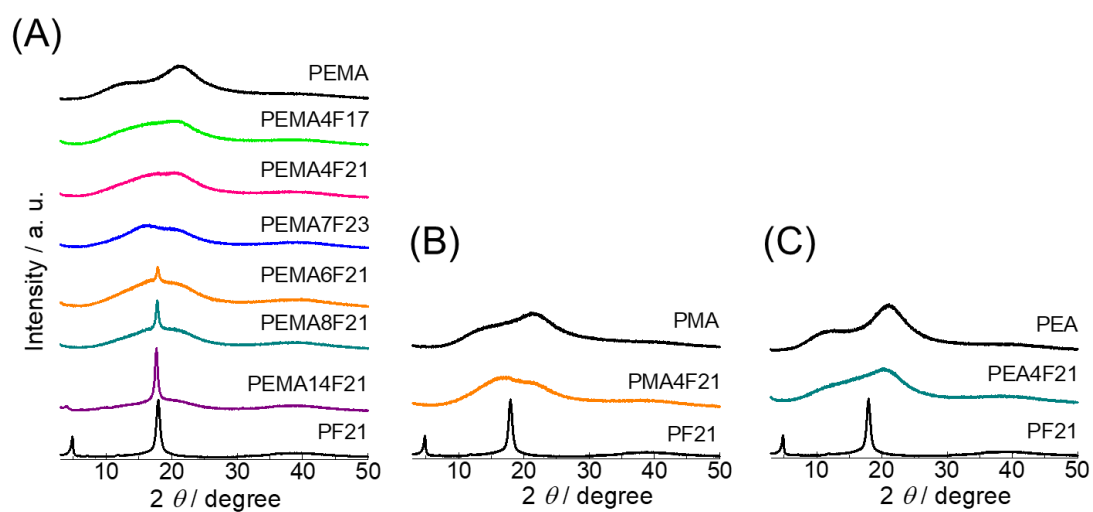 (A)
PEMA
PEMA4F17
PEMA4F21
PEMA7F23
PEMA6F21
PEMA8F21
PEMA14F21
PF21
Intensity / a. u.
10 20 30 40 50
2 θ / degree
(B)
PMA
PMA4F21
PF21
10 20 30 40 50
2 θ / degree
(C)
PEA
PEA4F21
PF21
10 20 30 40 50
2 θ / degree